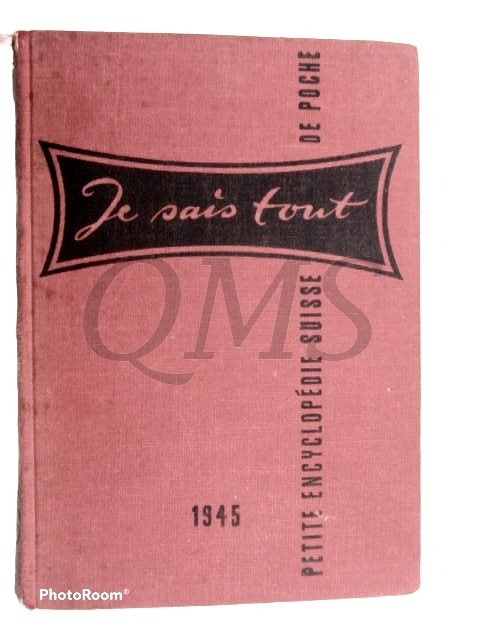 Je sais tout
PETITE ENCYCLOPÉDIE SUISSE DE POCHE
1945
QMS
PhotoRoom®